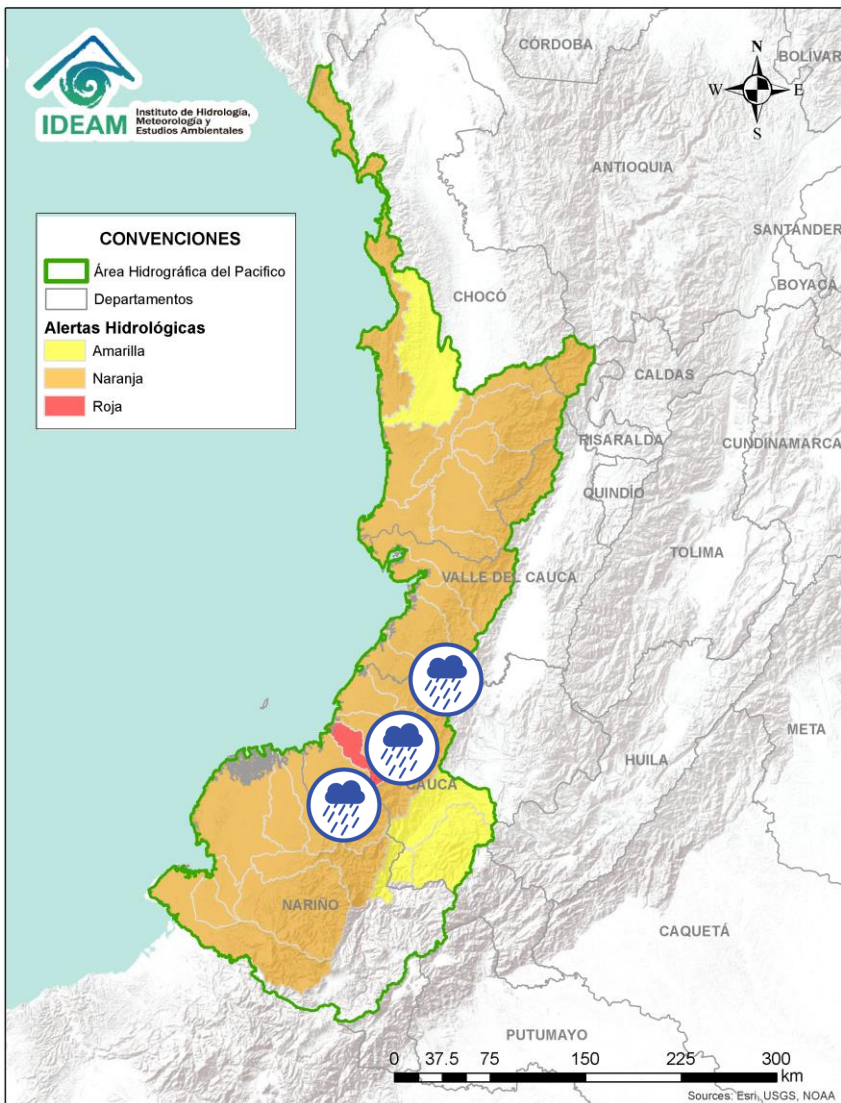 IDEAM
Instituto de Hidrología,
Meteorología y
Estudios Ambientales
CÓRDOBA
BOLÍVAR
N
W
E
S
ANTIOQUIA
SANTANDER
BOYACÁ
CONVENCIONES
Área Hidrográfica del Pacifico
Departamentos
Alertas Hidrológicas
Amarilla
Naranja
Roja
CHOCÓ
CALDAS
RISARALDA
CUNDINAMARCA
QUINDÍO
TOLIMA
VALLE DEL CAUCA
META
HUILA
CAUCA
NARIÑO
CAQUETÁ
PUTUMAYO
0 37.5 75 150 225 300
km
Sources: Esri, USGS, NOAA